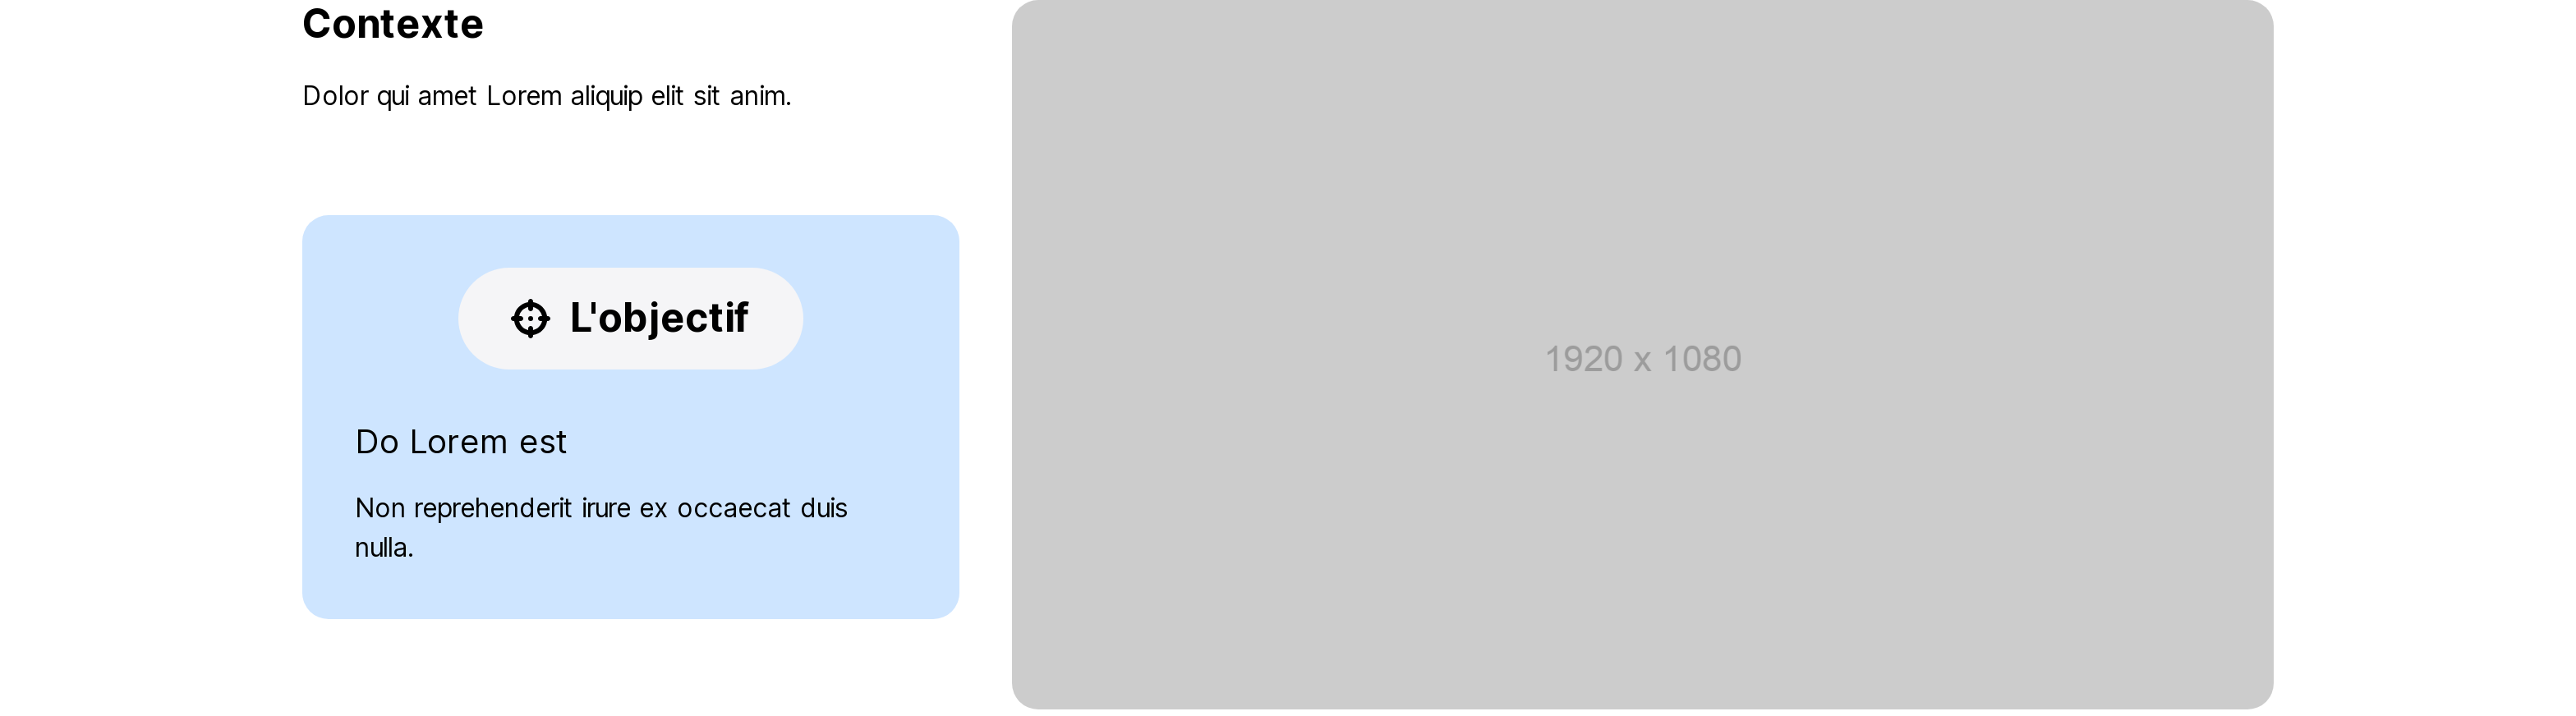 Contexte
Dolor qui amet Lorem aliquip elit sit anim.
L'objectif
Do Lorem est
Non reprehenderit irure ex occaecat duis
nulla.
1920 x 1080